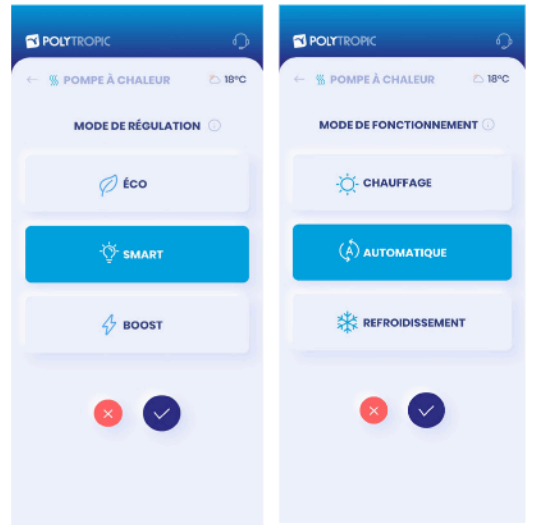 POLYTROPIC
POMPE À CHALEUR 18°C
MODE DE RÉGULATION
ÉCO
SMART
BOOST
POLYTROPIC
POMPE À CHALEUR 18°C
MODE DE FONCTIONNEMENT
CHAUFFAGE
A AUTOMATIQUE
REFROIDISSEMENT